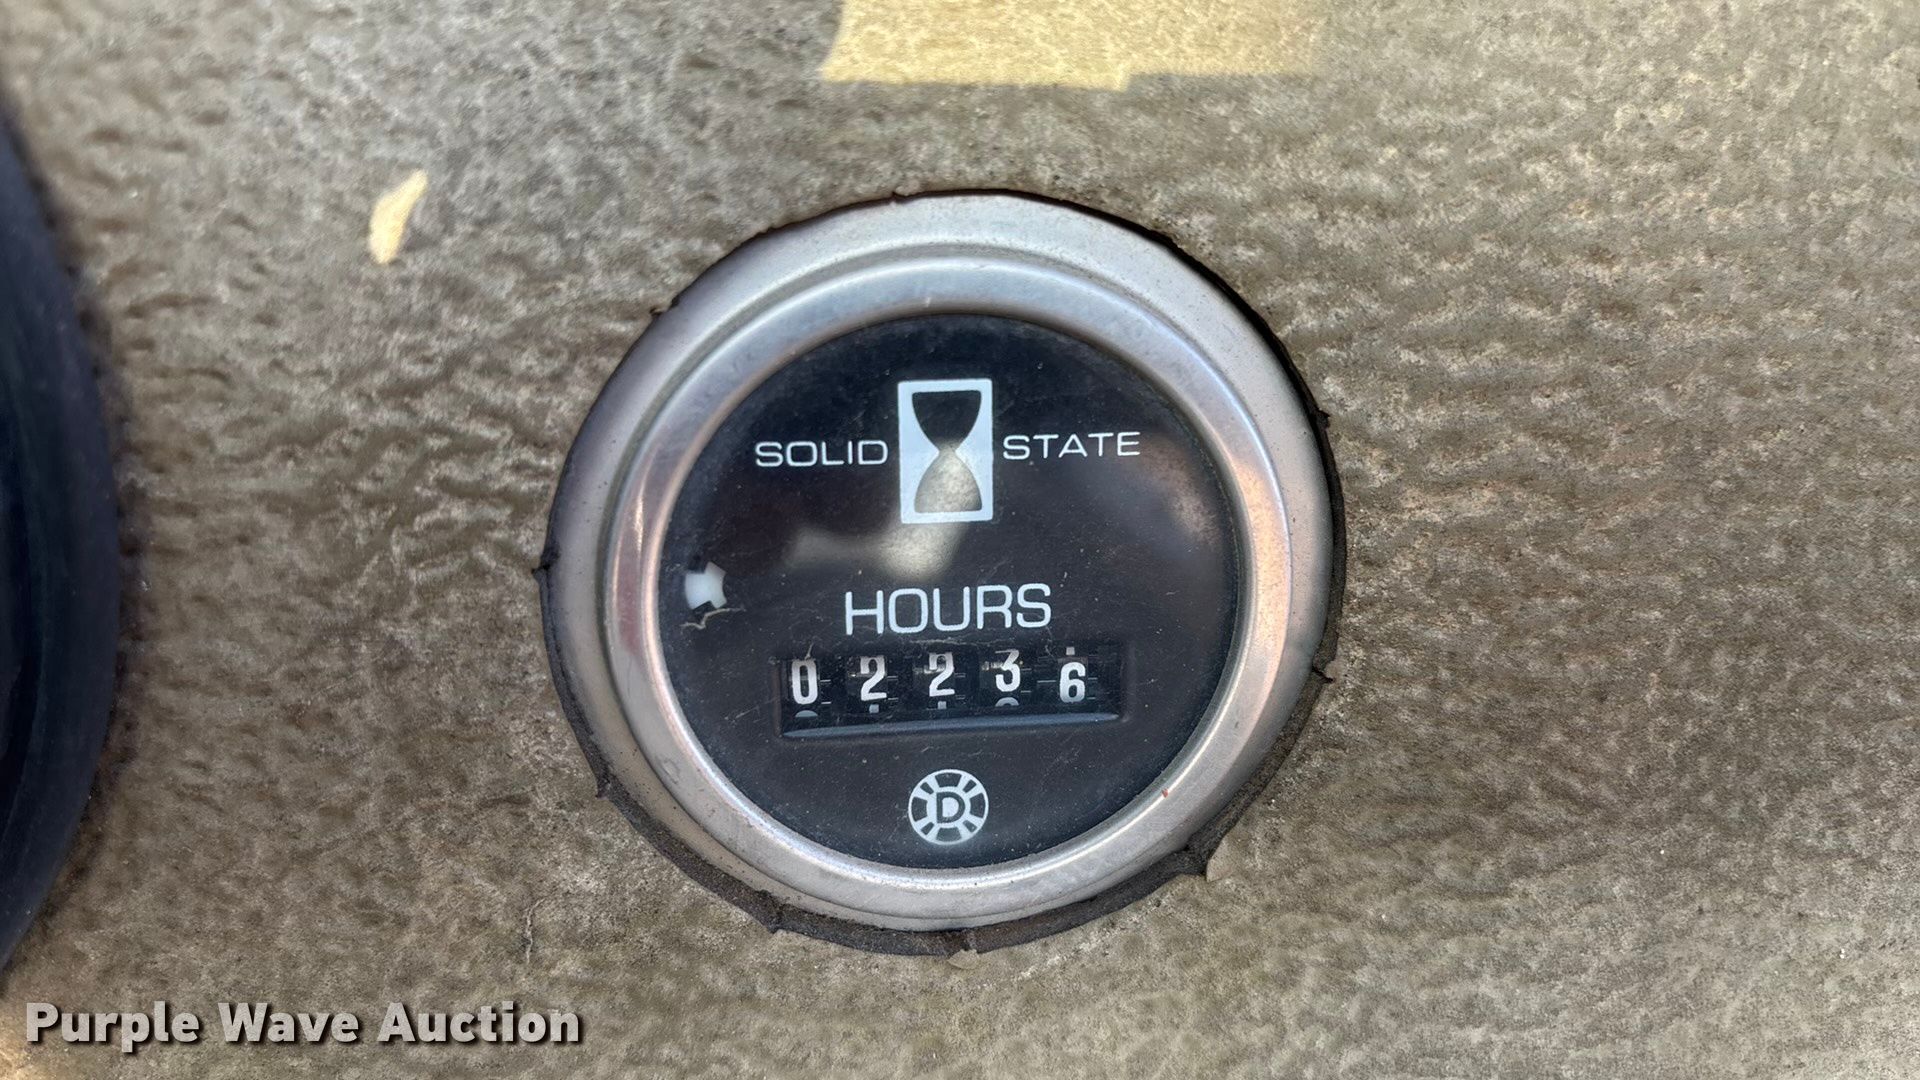 SOLID STATE
HOURS
02236
D
Purple Wave Auction